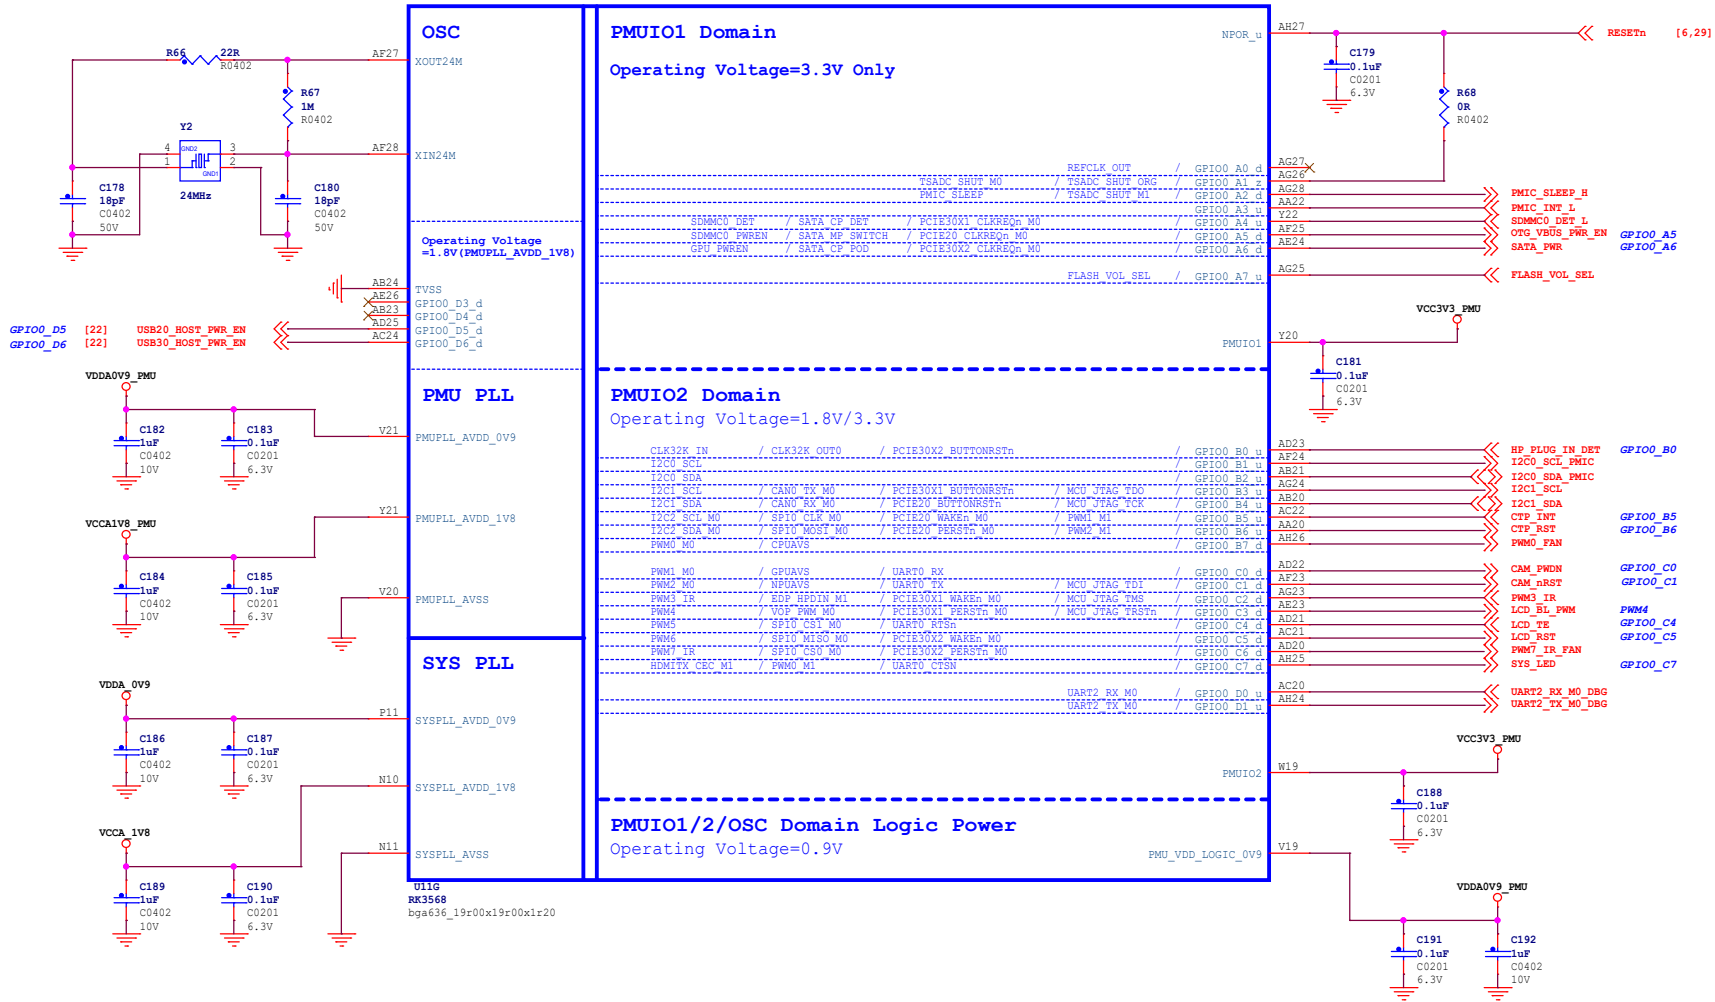 OSC
XOUT24M
XIN24M
AF27
AF28
R66 22R
R0402
R67
1M
R0402
Y2
4 GND2 3
1 GND1 2
24MHz
C178
18pF
C0402
50V
C180
18pF
C0402
50V
Operating Voltage
=1.8V(PMUPLL_AVDD_1V8)
AB24 TVSS
AE26 GPIO0_D3_d
AB23 GPIO0_D4_d
GPIO0_D5 [22] USB20_HOST_PWR_EN AD25 GPIO0_D5_d
GPIO0_D6 [22] USB30_HOST_PWR_EN AC24 GPIO0_D6_d
PMU PLL
VDDA0V9_PMU
V21 PMUPLL_AVDD_0V9
C182
1uF
C0402
10V
C183
0.1uF
C0201
6.3V
VCCA1V8_PMU
Y21 PMUPLL_AVDD_1V8
C184
1uF
C0402
10V
C185
0.1uF
C0201
6.3V
V20 PMUPLL_AVSS
SYS PLL
VDDA_0V9
P11 SYSPLL_AVDD_0V9
C186
1uF
C0402
10V
C187
0.1uF
C0201
6.3V
N10 SYSPLL_AVDD_1V8
VCCA_1V8
C189
1uF
C0402
10V
C190
0.1uF
C0201
6.3V
N11 SYSPLL_AVSS
U11G
RK3568
bga636_19r00x19r00x1r20
PMUIO1 Domain
Operating Voltage=3.3V Only
NPOR_u AH27 RESETn [6,29]
C179
0.1uF
C0201
6.3V
R68
0R
R0402
REFCLK_OUT / GPIO0_A0_d AG27
TSADC_SHUT_M0 / TSADC_SHUT_ORG / GPIO0_A1_z AG26
PMIC_SLEEP / TSADC_SHUT_M1 / GPIO0_A2_d AG28 PMIC_SLEEP_H
GPIO0_A3_u AA22 PMIC_INT_L
SDMMC0_DET / SATA_CP_DET / PCIE30X1_CLKREQn_M0 / GPIO0_A4_u Y22 SDMMC0_DET_L
SDMMC0_PWREN / SATA_MP_SWITCH / PCIE20_CLKREQn_M0 / GPIO0_A5_d AF25 OTG_VBUS_PWR_EN GPIO0_A5
GPU_PWREN / SATA_CP_POD / PCIE30X2_CLKREQn_M0 / GPIO0_A6_d AE24 SATA_PWR GPIO0_A6
FLASH_VOL_SEL / GPIO0_A7_u AG25 FLASH_VOL_SEL
VCC3V3_PMU
PMUIO1 Y20
C181
0.1uF
C0201
6.3V
PMUIO2 Domain
Operating Voltage=1.8V/3.3V
CLK32K_IN / CLK32K_OUT0 / PCIE30X2_BUTTONRSTn / GPIO0_B0_u AD23 HP_PLUG_IN_DET GPIO0_B0
I2C0_SCL / GPIO0_B1_u AF24 I2C0_SCL_PMIC
I2C0_SDA / GPIO0_B2_u AB21 I2C0_SDA_PMIC
I2C1_SCL / CAN0_TX_M0 / PCIE30X1_BUTTONRSTn / MCU_JTAG_TDO / GPIO0_B3_u AG24 I2C1_SCL
I2C1_SDA / CAN0_RX_M0 / PCIE20_BUTTONRSTn / MCU_JTAG_TCK / GPIO0_B4_u AB20 I2C1_SDA
I2C2_SCL_M0 / SPI0_CLK_M0 / PCIE20_WAKEn_M0 / PWM1_M1 / GPIO0_B5_u AC22 CTP_INT GPIO0_B5
I2C2_SDA_M0 / SPI0_MOSI_M0 / PCIE20_PERSTn_M0 / PWM2_M1 / GPIO0_B6_u AA20 CTP_RST GPIO0_B6
PWM0_M0 / CPUAVS / GPIO0_B7_d AH26 PWM0_FAN
PWM1_M0 / GPUAVS / UART0_RX / GPIO0_C0_d AD22 CAM_PWDN GPIO0_C0
PWM2_M0 / NPUAVS / UART0_TX / MCU_JTAG_TDI / GPIO0_C1_d AF23 CAM_nRST GPIO0_C1
PWM3_IR / EDP_HPDIN_M1 / PCIE30X1_WAKEn_M0 / MCU_JTAG_TMS / GPIO0_C2_d AG23 PWM3_IR
PWM4 / VOP_PWM_M0 / PCIE30X1_PERSTn_M0 / MCU_JTAG_TRSTn / GPIO0_C3_d AE23 LCD_BL_PWM PWM4
PWM5 / SPI0_CS1_M0 / UART0_RTSn / GPIO0_C4_d AD21 LCD_TE GPIO0_C4
PWM6 / SPI0_MISO_M0 / PCIE30X2_WAKEn_M0 / GPIO0_C5_d AC21 LCD_RST GPIO0_C5
PWM7_IR / SPI0_CS0_M0 / PCIE30X2_PERSTn_M0 / GPIO0_C6_d AD20 PWM7_IR_FAN
HDMITX_CEC_M1 / PWM0_M1 / UART0_CTSN / GPIO0_C7_d AH25 SYS_LED GPIO0_C7
UART2_RX_M0 / GPIO0_D0_u AC20 UART2_RX_M0_DBG
UART2_TX_M0 / GPIO0_D1_u AH24 UART2_TX_M0_DBG
VCC3V3_PMU
PMUIO2 W19
C188
0.1uF
C0201
6.3V
PMUIO1/2/OSC Domain Logic Power
Operating Voltage=0.9V
PMU_VDD_LOGIC_0V9 V19
VDDA0V9_PMU
C191
0.1uF
C0201
6.3V
C192
1uF
C0402
10V